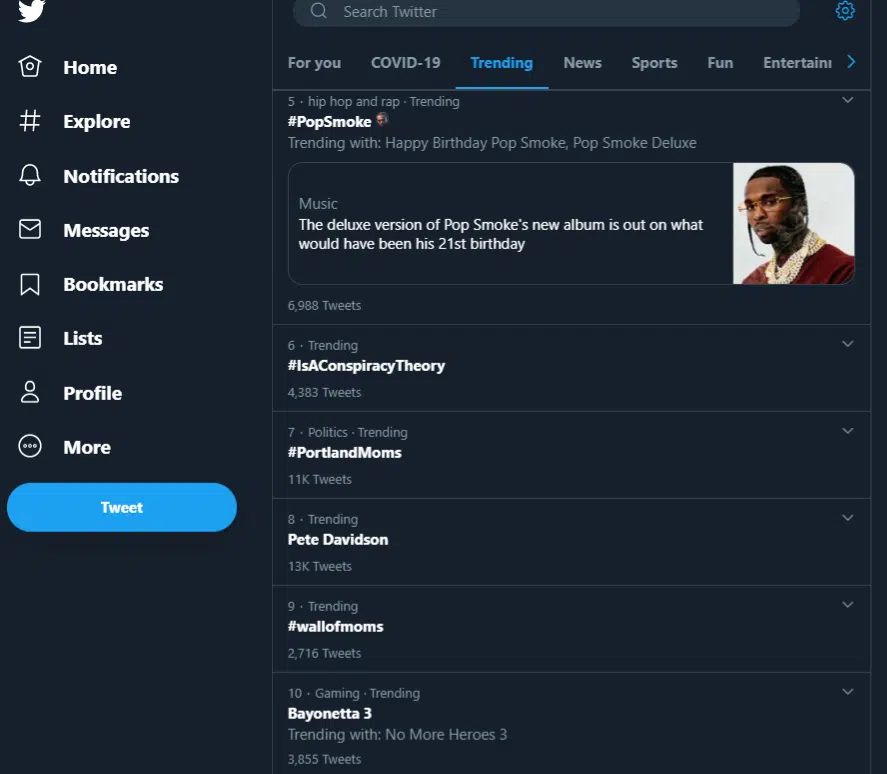 Search Twitter
Home
Explore
Notifications
Messages
Bookmarks
Lists
Profile
More
Tweet
For you COVID-19 Trending News Sports Fun Entertain
5 · hip hop and rap · Trending
#PopSmoke
Trending with: Happy Birthday Pop Smoke, Pop Smoke Deluxe
Music
The deluxe version of Pop Smoke's new album is out on what
would have been his 21st birthday
6,988 Tweets
6 · Trending
#IsAConspiracyTheory
4,383 Tweets
7 · Politics · Trending
#PortlandMoms
11K Tweets
8 · Trending
Pete Davidson
13K Tweets
9 · Trending
#wallofmoms
2,716 Tweets
10 · Gaming · Trending
Bayonetta 3
Trending with: No More Heroes 3
3,855 Tweets